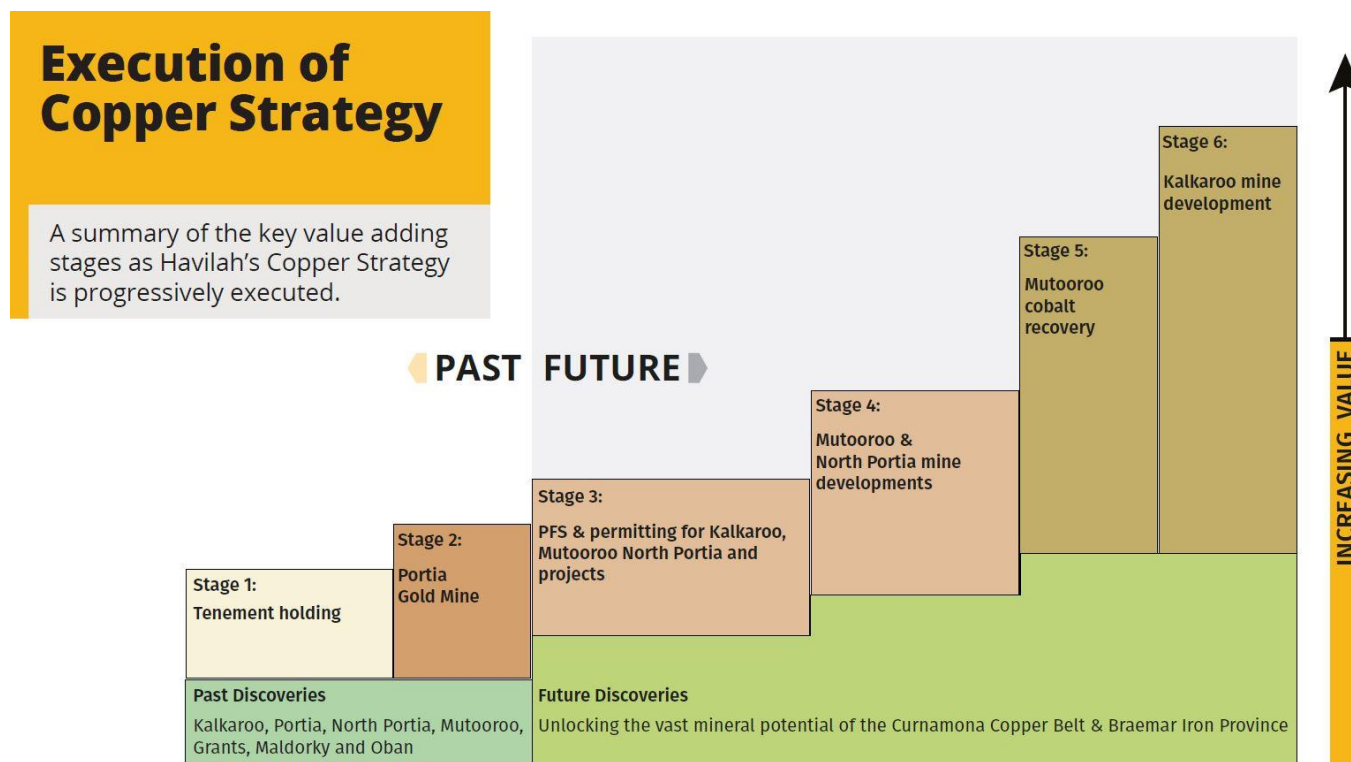 Execution of
Copper Strategy
A summary of the key value adding
stages as Havilah's Copper Strategy
is progressively executed.
PAST FUTURE
Stage 1:
Tenement holding
Stage 2:
Portia
Gold Mine
Stage 3:
PFS & permitting for Kalkaroo,
Mutooroo North Portia and
projects
Stage 4:
Mutooroo &
North Portia mine
developments
Stage 5:
Mutooroo
cobalt
recovery
Stage 6:
Kalkaroo mine
development
INCREASING VALUE
Past Discoveries
Kalkaroo, Portia, North Portia, Mutooroo,
Grants, Maldorky and Oban
Future Discoveries
Unlocking the vast mineral potential of the Curnamona Copper Belt & Braemar Iron Province